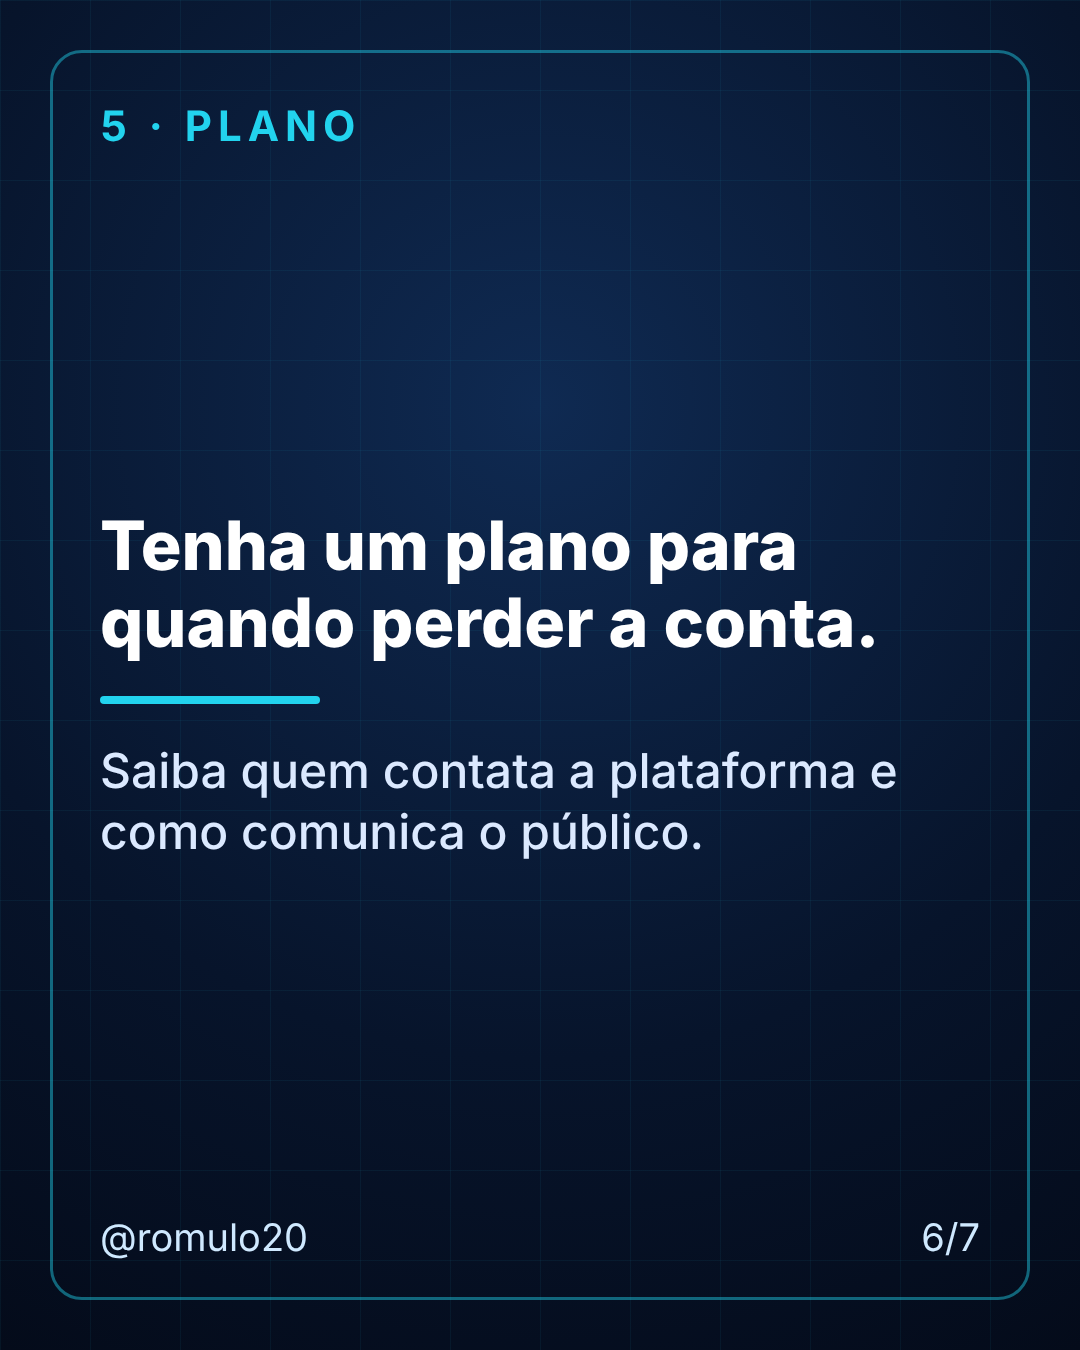 5 · PLANO
Tenha um plano para
quando perder a conta.
Saiba quem contata a plataforma e
como comunica o público.
@romulo20
6/7